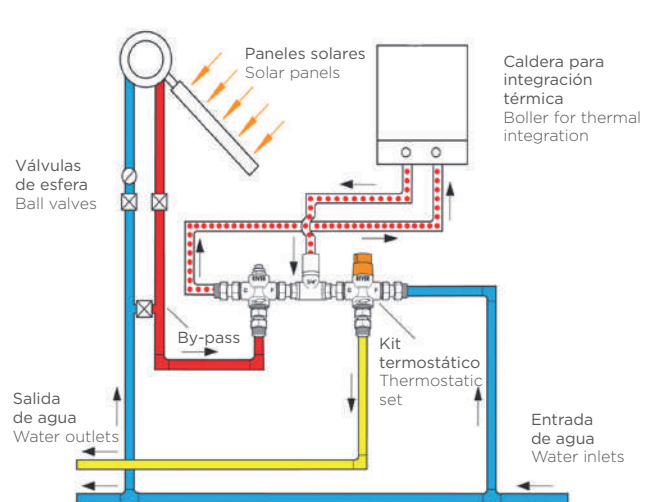 Paneles solares
Solar panels
Caldera para
integración
térmica
Boller for thermal
integration
Válvulas
de esfera
Ball valves
By-pass
Kit
termostático
Thermostatic
set
Salida
de agua
Water outlets
Entrada
de agua
Water inlets